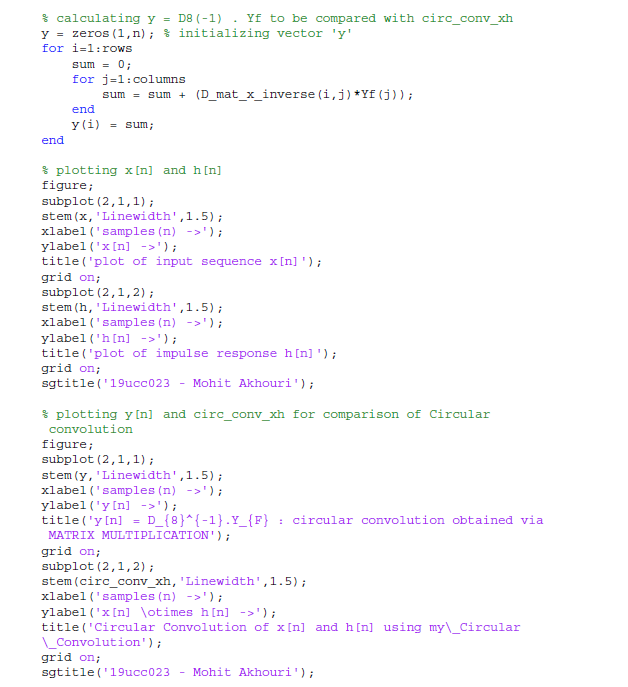 % calculating y = D8(-1) . Yf to be compared with circ_conv_xh
y = zeros(1,n); % initializing vector 'y'
for i=1:rows
    sum = 0;
    for j=1:columns
        sum = sum + (D_mat_x_inverse(i,j)*Yf(j));
    end
    y(i) = sum;
end

% plotting x[n] and h[n]
figure;
subplot(2,1,1);
stem(x,'Linewidth',1.5);
xlabel('samples(n) ->');
ylabel('x[n] ->');
title('plot of input sequence x[n]');
grid on;
subplot(2,1,2);
stem(h,'Linewidth',1.5);
xlabel('samples(n) ->');
ylabel('h[n] ->');
title('plot of impulse response h[n]');
grid on;
sgtitle('19ucc023 - Mohit Akhouri');

% plotting y[n] and circ_conv_xh for comparison of Circular
 convolution
figure;
subplot(2,1,1);
stem(y,'Linewidth',1.5);
xlabel('samples(n) ->');
ylabel('y[n] ->');
title('y[n] = D_{8}^{-1}.Y_{F} : circular convolution obtained via
 MATRIX MULTIPLICATION');
grid on;
subplot(2,1,2);
stem(circ_conv_xh,'Linewidth',1.5);
xlabel('samples(n) ->');
ylabel('x[n] \otimes h[n] ->');
title('Circular Convolution of x[n] and h[n] using my\_Circular
\_Convolution');
grid on;
sgtitle('19ucc023 - Mohit Akhouri');